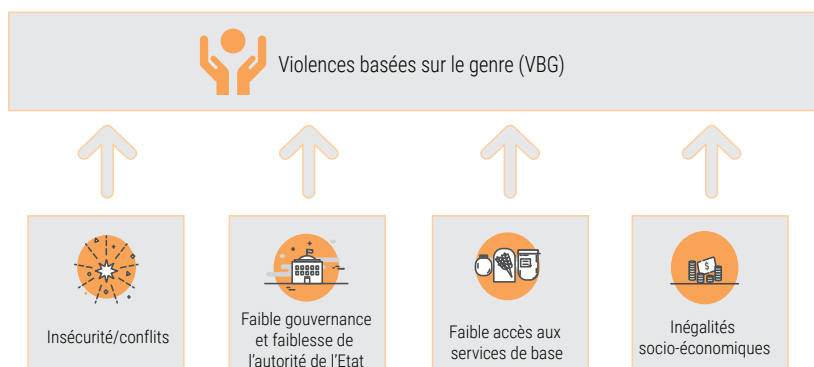 Violences basées sur le genre (VBG)
Insécurité/conflits
Faible gouvernance
et faiblesse de
l'autorité de l'Etat
Faible accès aux
services de base
$
Inégalités
socio-économiques